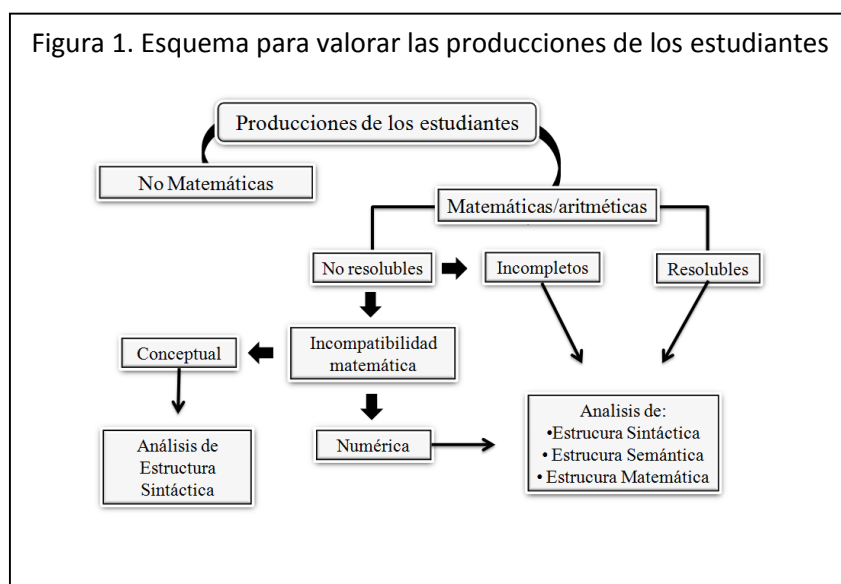 Figura 1. Esquema para valorar las producciones de los estudiantes
Producciones de los estudiantes
No Matemáticas
Matemáticas/aritméticas
No resolubles
Incompletos
Resolubles
Conceptual
Incompatibilidad
matemática
Análisis de
Estructura
Sintáctica
Numérica
Analisis de:
•Estrucura Sintáctica
• Estrucura Semántica
• Estrucura Matemática